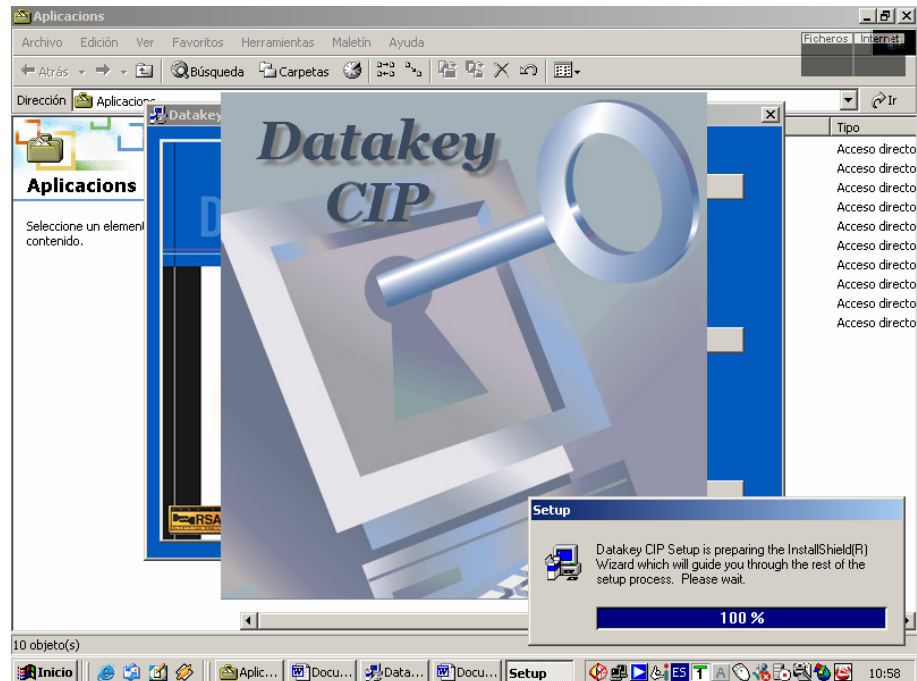 Aplicacions
Archivo Edición Ver Favoritos Herramientas Maletín Ayuda
Ficheros Internet
Atrás Búsqueda Carpetas
Dirección Aplicacions Ir
Datakey
Tipo
Datakey
CIP
Aplicacions
Seleccione un element
contenido.
Acceso directo
Acceso directo
Acceso directo
Acceso directo
Acceso directo
Acceso directo
Acceso directo
Acceso directo
Acceso directo
Acceso directo
D
RSA
Setup
Datakey CIP Setup is preparing the InstallShield(R)
Wizard which will guide you through the rest of the
setup process. Please wait.
100 %
10 objeto(s)
Inicio Aplic... Docu... Data... Docu... Setup ES T A 10:58